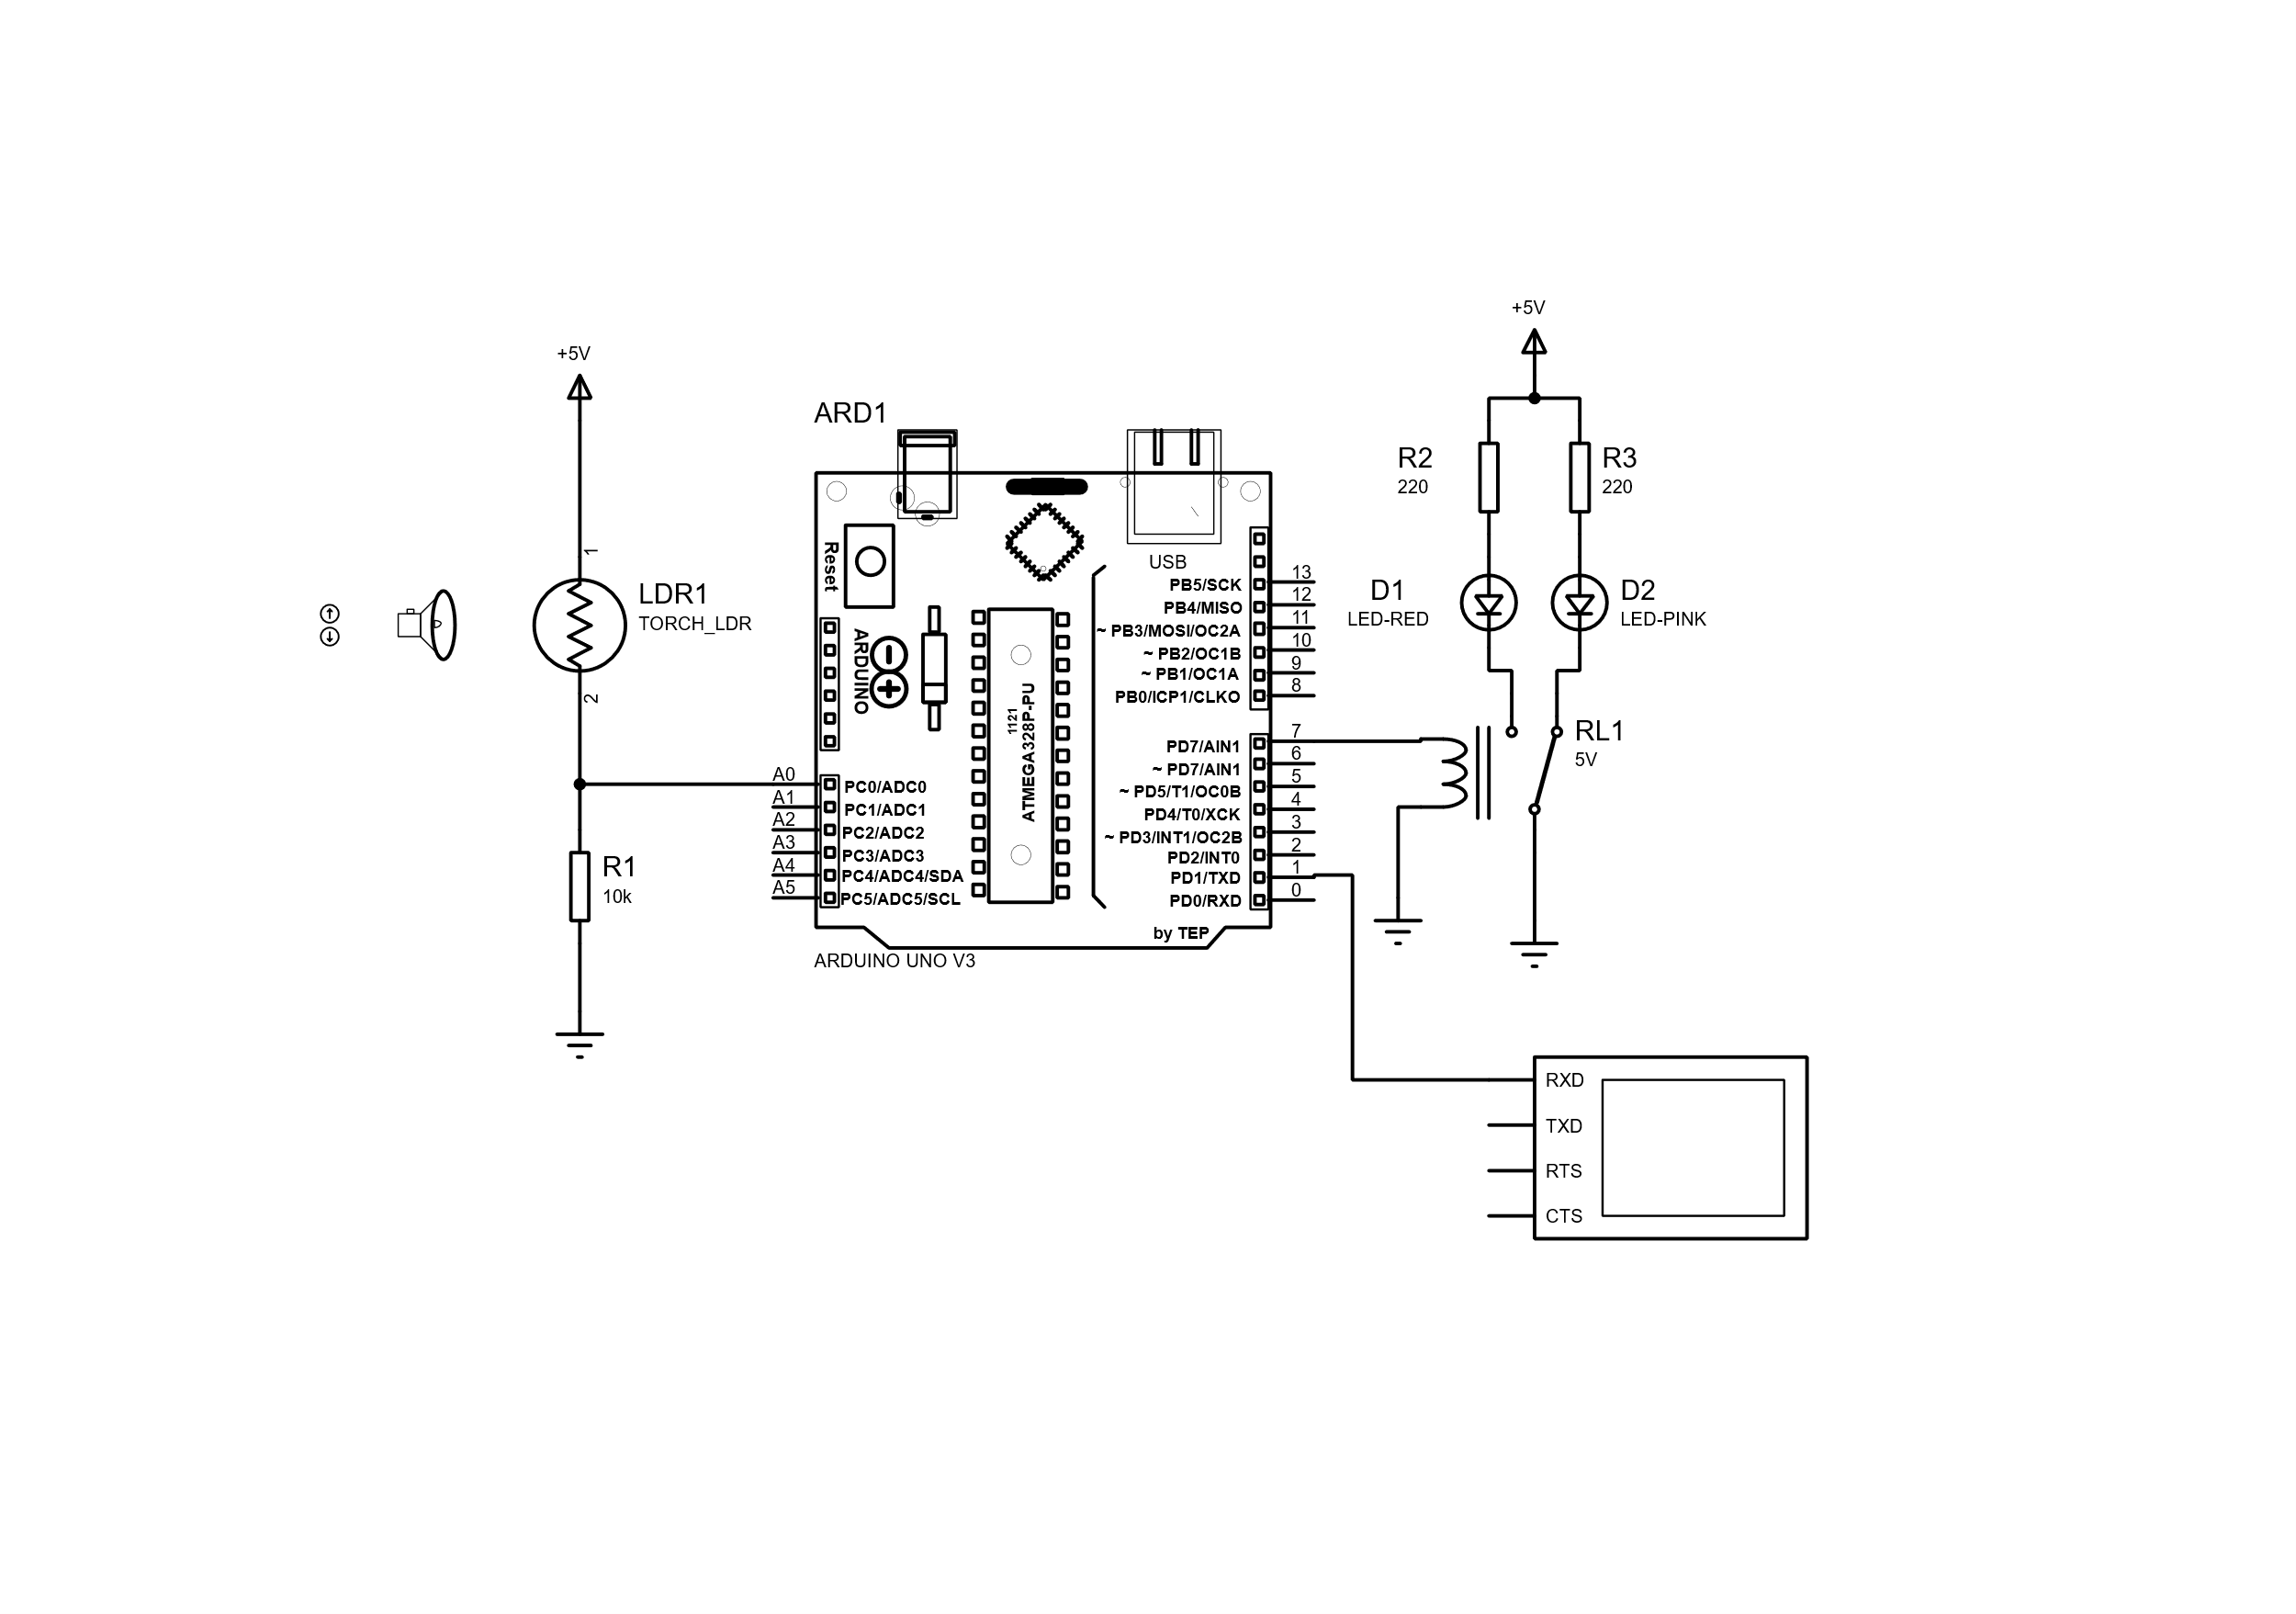 +5V
+5V
ARD1
R2
220
R3
220
1
LDR1
TORCH_LDR
2
Reset
ARDUINO
USB
1121
ATMEGA328P-PU
PB5/SCK
13
PB4/MISO
12
~ PB3/MOSI/OC2A
11
~ PB2/OC1B
10
~ PB1/OC1A
9
PB0/ICP1/CLKO
8
D1
LED-RED
D2
LED-PINK
PD7/AIN1
7
~ PD7/AIN1
6
~ PD5/T1/OC0B
5
PD4/T0/XCK
4
~ PD3/INT1/OC2B
3
PD2/INT0
2
PD1/TXD
1
PD0/RXD
0
RL1
5V
A0
PC0/ADC0
A1
PC1/ADC1
A2
PC2/ADC2
A3
PC3/ADC3
A4
PC4/ADC4/SDA
A5
PC5/ADC5/SCL
R1
10k
by TEP
ARDUINO UNO V3
RXD
TXD
RTS
CTS